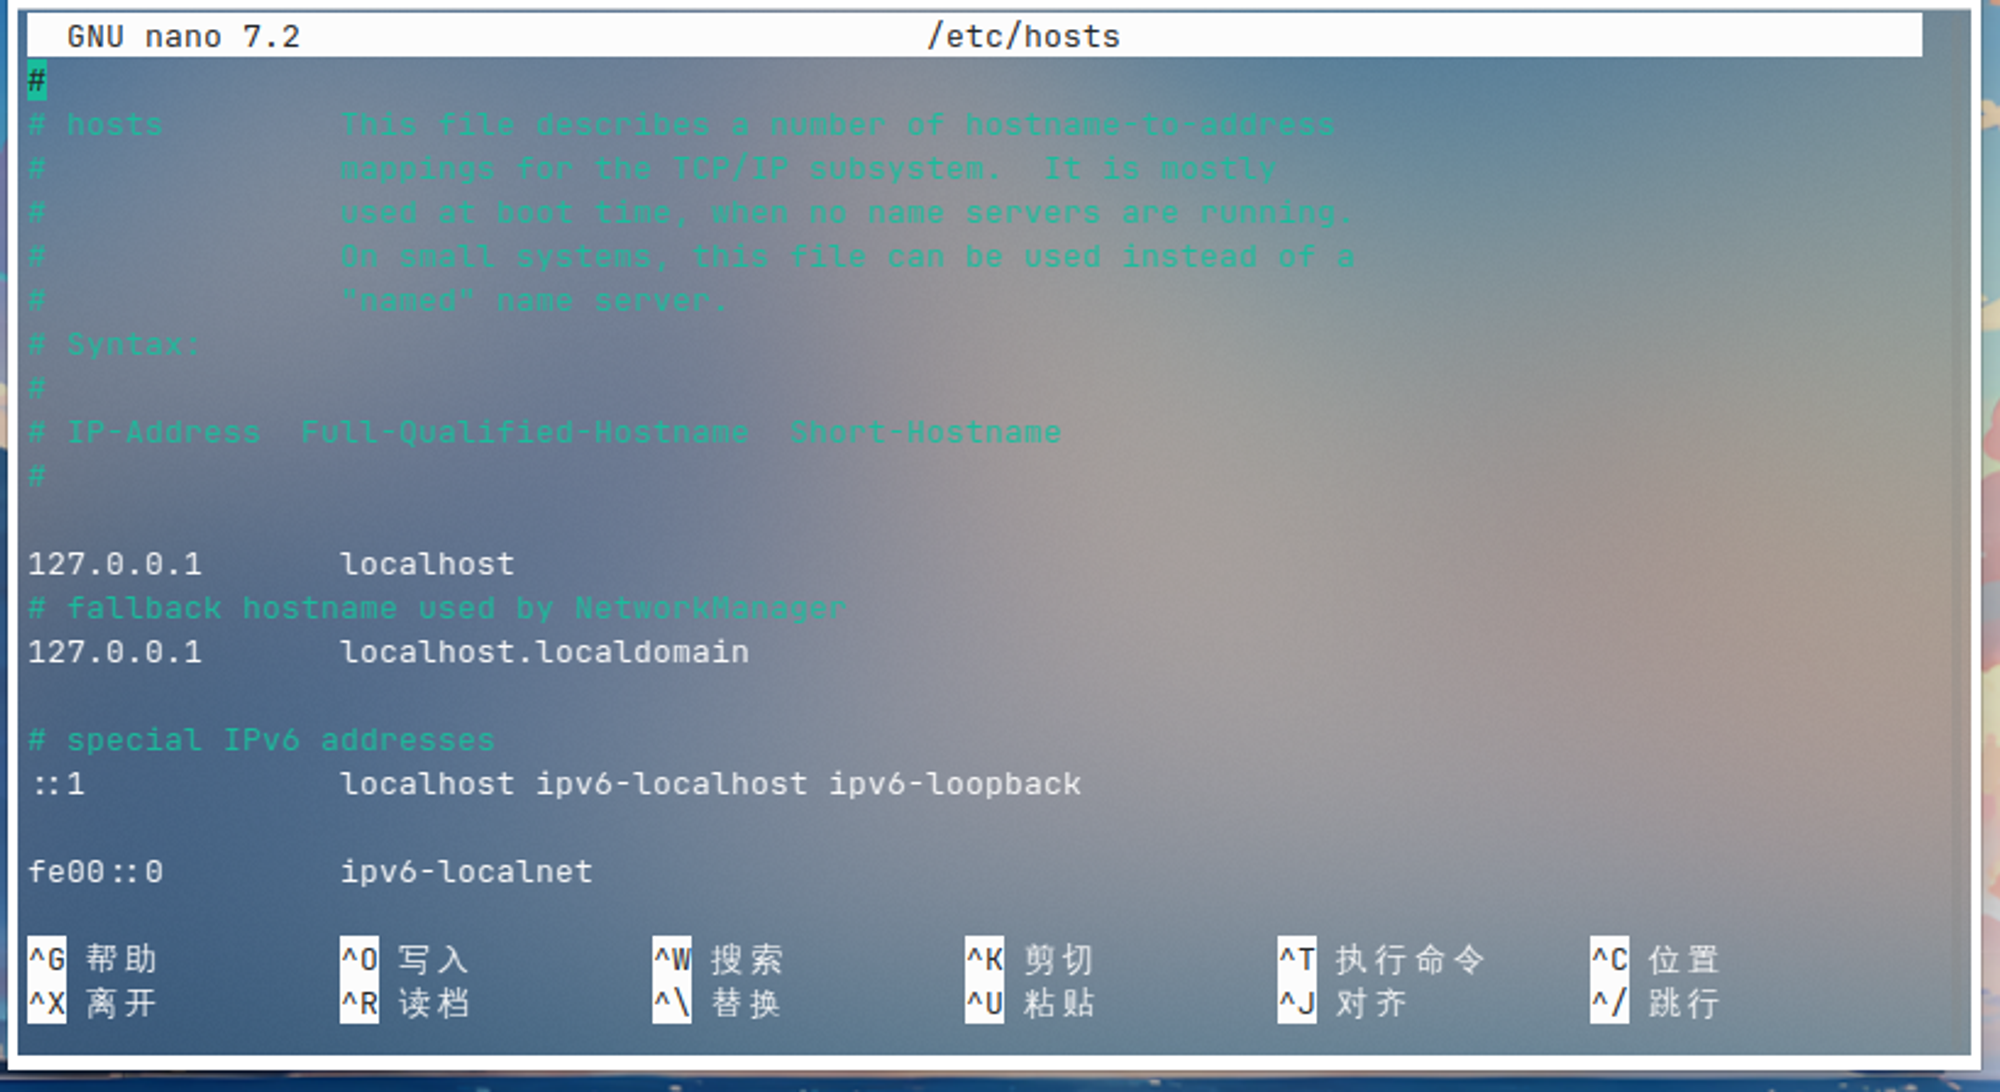 GNU nano 7.2 /etc/hosts
#
# hosts         This file describes a number of hostname-to-address
#               mappings for the TCP/IP subsystem.  It is mostly
#               used at boot time, when no name servers are running.
#               On small systems, this file can be used instead of a
#               "named" name server.
# Syntax:
#
# IP-Address  Full-Qualified-Hostname  Short-Hostname
#
127.0.0.1       localhost
# fallback hostname used by NetworkManager
127.0.0.1       localhost.localdomain
# special IPv6 addresses
::1             localhost ipv6-localhost ipv6-loopback
fe00::0         ipv6-localnet
^G 帮助 ^O 写入 ^W 搜索 ^K 剪切 ^T 执行命令 ^C 位置
^X 离开 ^R 读档 ^\ 替换 ^U 粘贴 ^J 对齐 ^/ 跳行